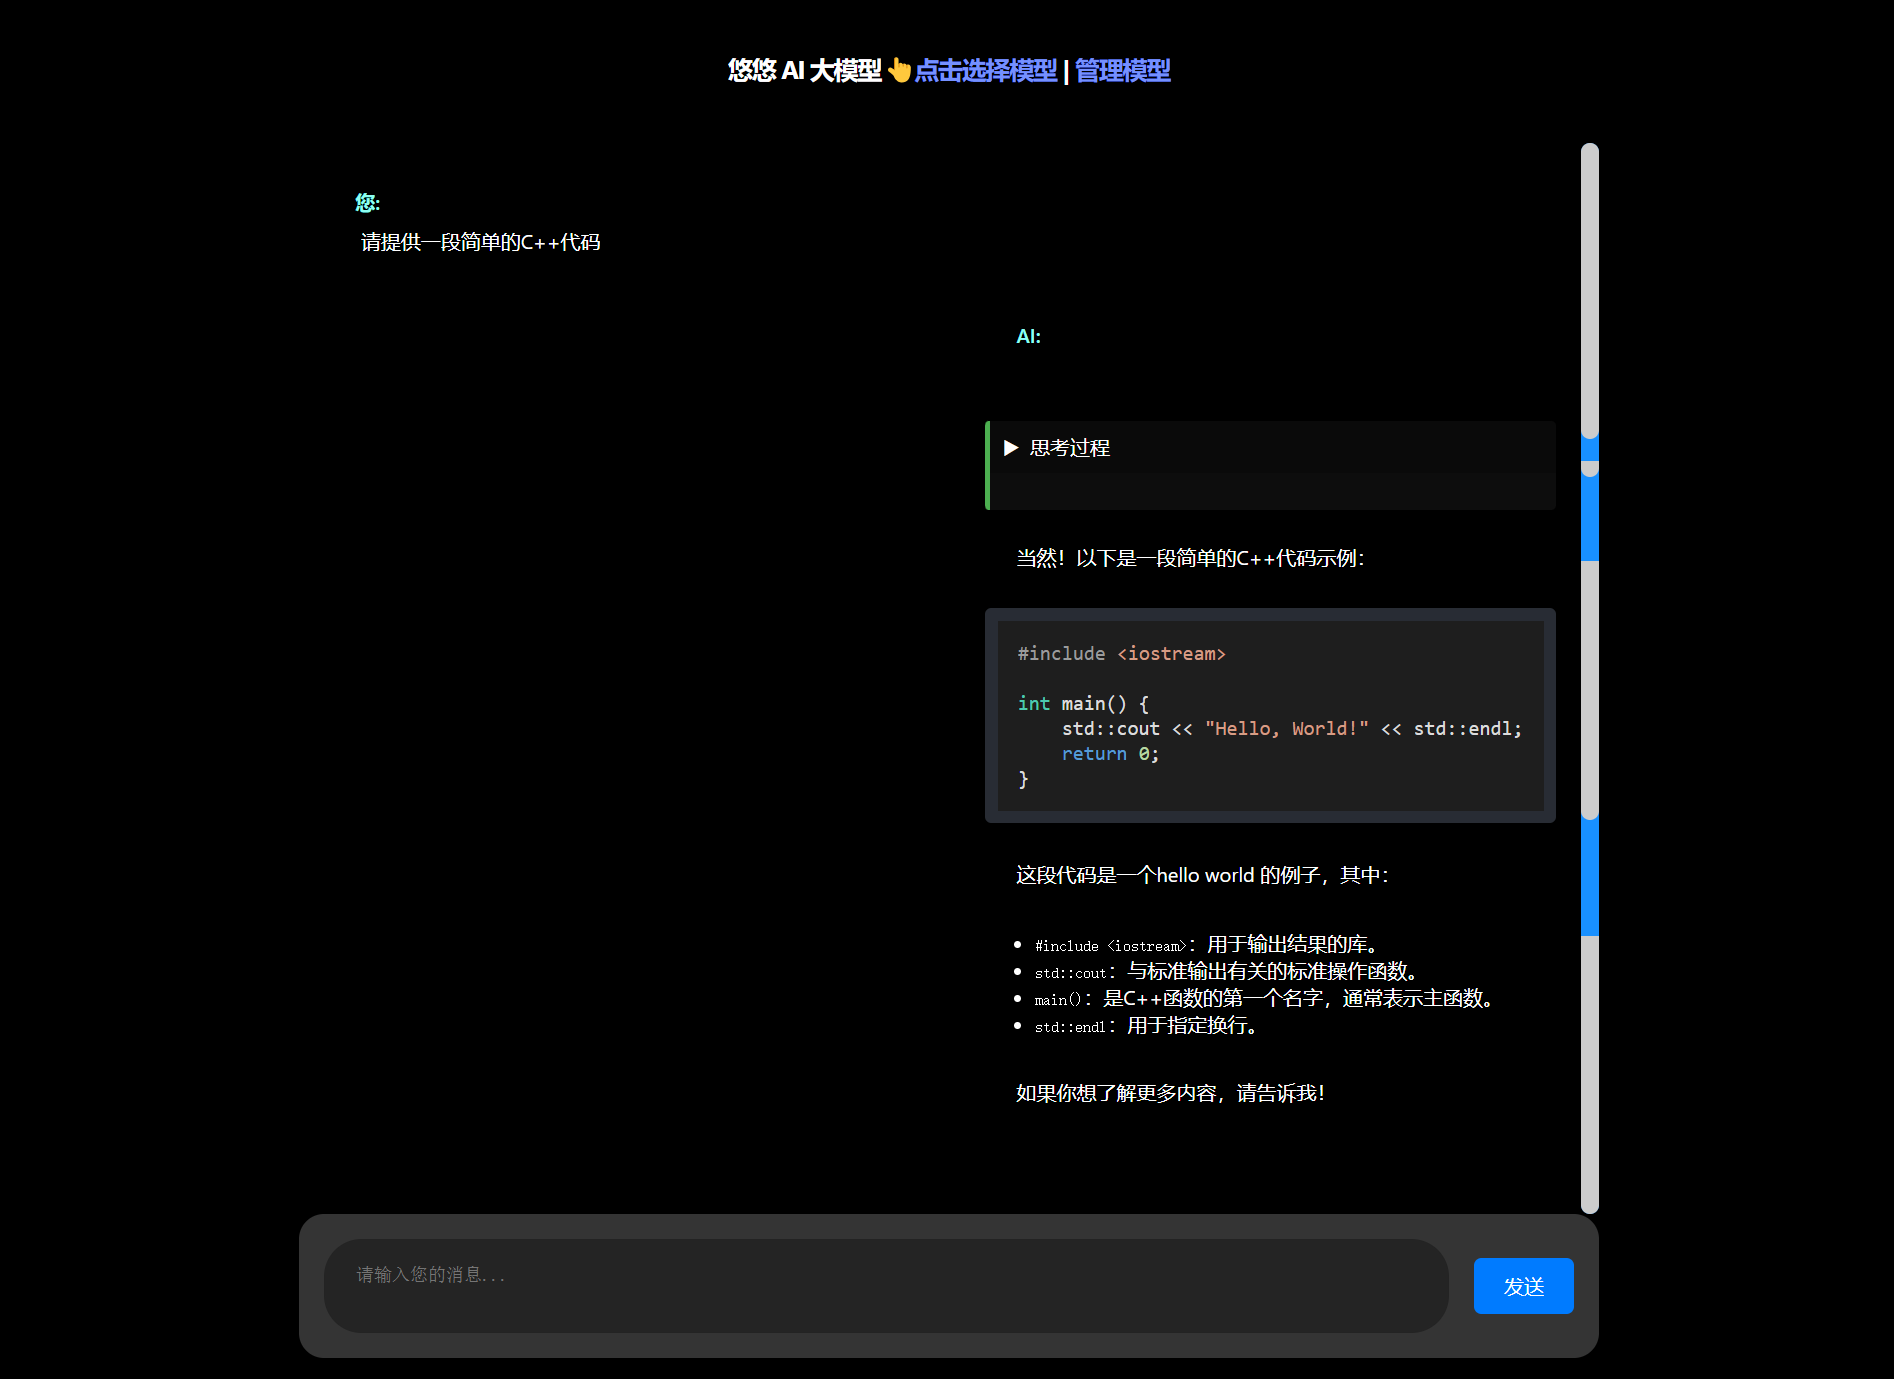 悠悠 AI 大模型 👆点击选择模型 | 管理模型
您:
请提供一段简单的C++代码
AI:
▶ 思考过程
当然！以下是一段简单的C++代码示例：
#include <iostream>
int main() {
    std::cout << "Hello, World!" << std::endl;
    return 0;
}
这段代码是一个hello world 的例子，其中：
• #include <iostream>：用于输出结果的库。
• std::cout：与标准输出有关的标准操作函数。
• main()：是C++函数的第一个名字，通常表示主函数。
• std::endl：用于指定换行。
如果你想了解更多内容，请告诉我！
请输入您的消息...
发送